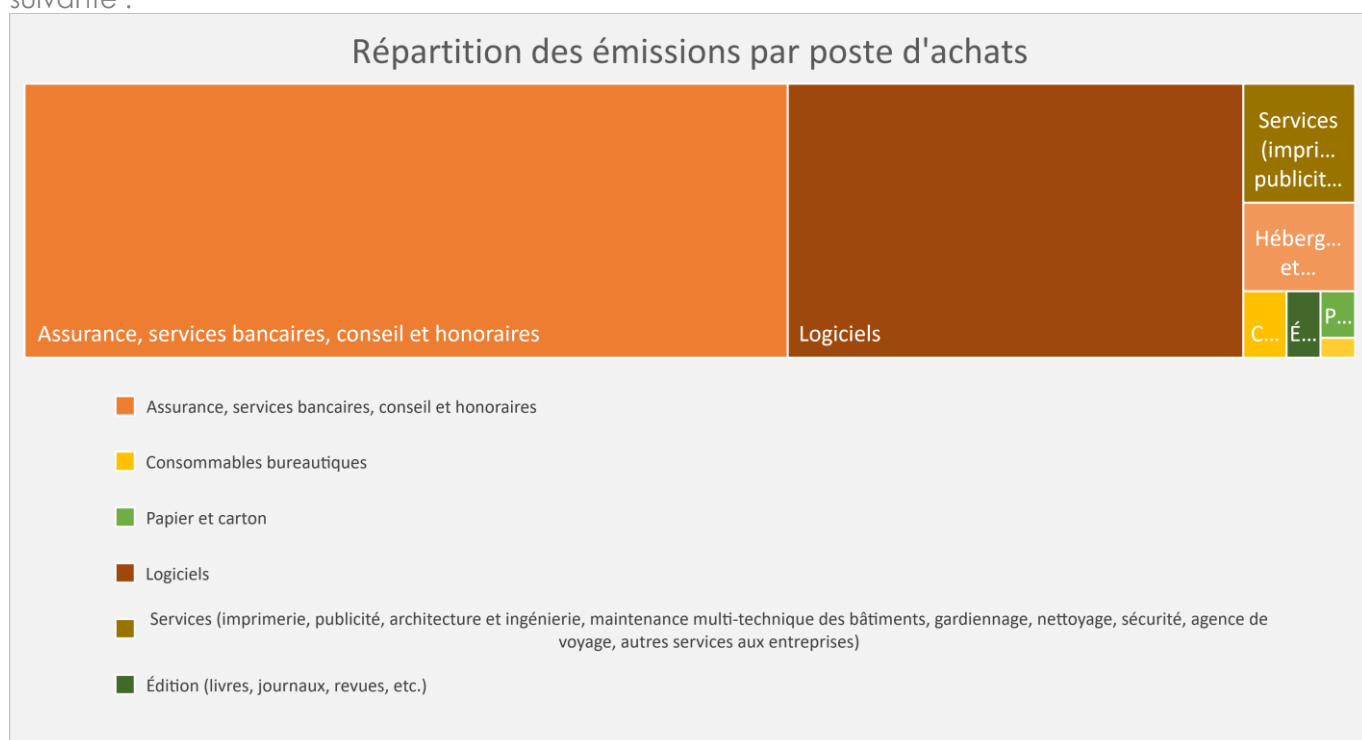 suivante :
Répartition des émissions par poste d'achats
Assurance, services bancaires, conseil et honoraires
Logiciels
Services
(impri...
publicit...
Héberg...
et...
C...
É...
P...
Assurance, services bancaires, conseil et honoraires
Consommables bureautiques
Papier et carton
Logiciels
Services (imprimerie, publicité, architecture et ingénierie, maintenance multi-technique des bâtiments, gardiennage, nettoyage, sécurité, agence de
voyage, autres services aux entreprises)
Édition (livres, journaux, revues, etc.)